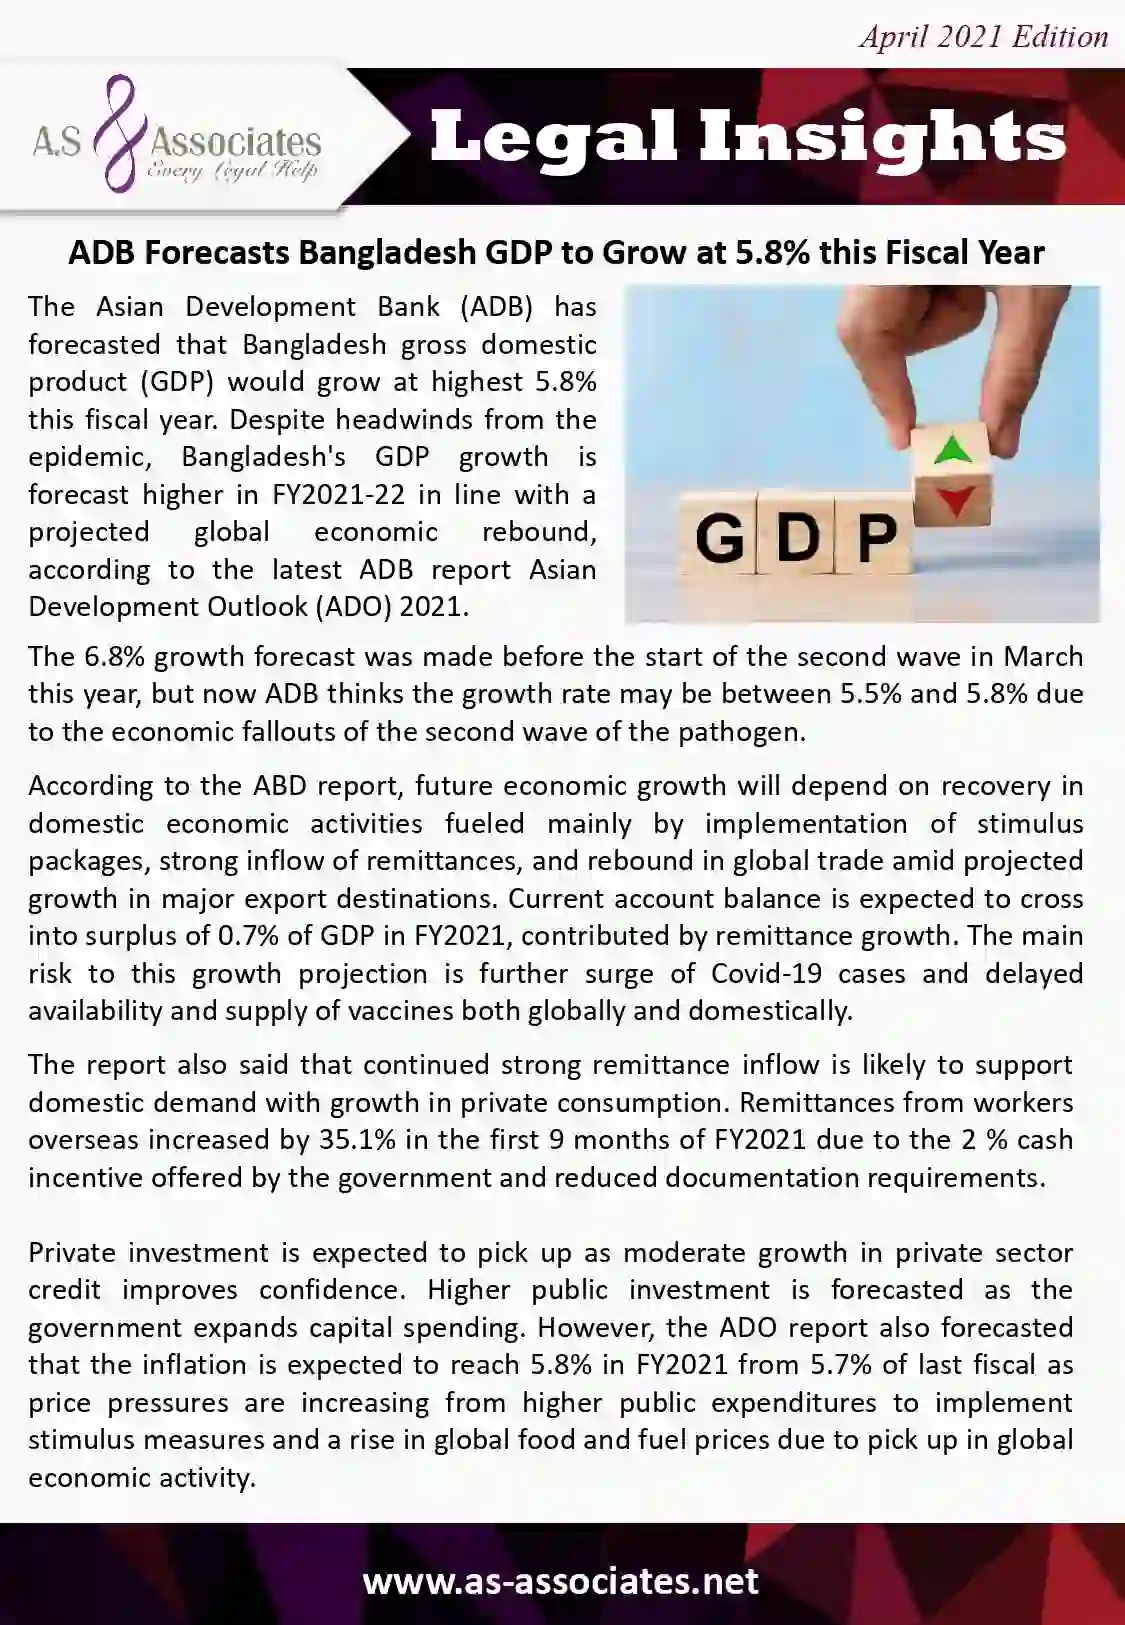 April 2021 Edition
A.S & Associates
Every Legal Help
Legal Insights
ADB Forecasts Bangladesh GDP to Grow at 5.8% this Fiscal Year
The Asian Development Bank (ADB) has
forecasted that Bangladesh gross domestic
product (GDP) would grow at highest 5.8%
this fiscal year. Despite headwinds from the
epidemic, Bangladesh's GDP growth is
forecast higher in FY2021-22 in line with a
projected global economic rebound,
according to the latest ADB report Asian
Development Outlook (ADO) 2021.
GDP
The 6.8% growth forecast was made before the start of the second wave in March
this year, but now ADB thinks the growth rate may be between 5.5% and 5.8% due
to the economic fallouts of the second wave of the pathogen.
According to the ABD report, future economic growth will depend on recovery in
domestic economic activities fueled mainly by implementation of stimulus
packages, strong inflow of remittances, and rebound in global trade amid projected
growth in major export destinations. Current account balance is expected to cross
into surplus of 0.7% of GDP in FY2021, contributed by remittance growth. The main
risk to this growth projection is further surge of Covid-19 cases and delayed
availability and supply of vaccines both globally and domestically.
The report also said that continued strong remittance inflow is likely to support
domestic demand with growth in private consumption. Remittances from workers
overseas increased by 35.1% in the first 9 months of FY2021 due to the 2 % cash
incentive offered by the government and reduced documentation requirements.
Private investment is expected to pick up as moderate growth in private sector
credit improves confidence. Higher public investment is forecasted as the
government expands capital spending. However, the ADO report also forecasted
that the inflation is expected to reach 5.8% in FY2021 from 5.7% of last fiscal as
price pressures are increasing from higher public expenditures to implement
stimulus measures and a rise in global food and fuel prices due to pick up in global
economic activity.
www.as-associates.net